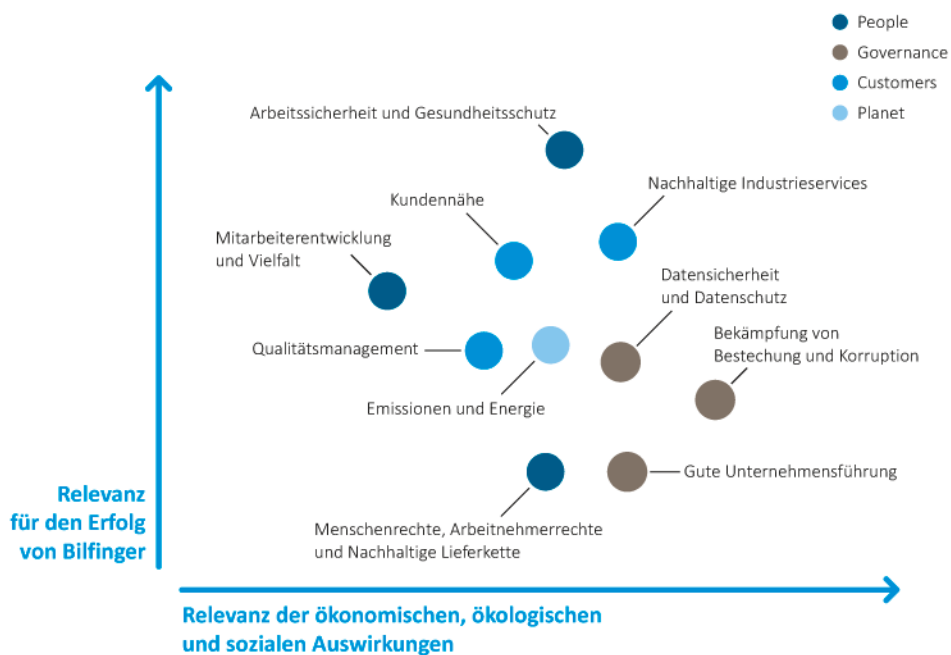 People
Governance
Customers
Planet
Arbeitssicherheit und Gesundheitsschutz
Nachhaltige Industrieservices
Kundennähe
Mitarbeiterentwicklung
und Vielfalt
Datensicherheit
und Datenschutz
Bekämpfung von
Bestechung und Korruption
Qualitätsmanagement
Emissionen und Energie
Gute Unternehmensführung
Menschenrechte, Arbeitnehmerrechte
und Nachhaltige Lieferkette
Relevanz
für den Erfolg
von Bilfinger
Relevanz der ökonomischen, ökologischen
und sozialen Auswirkungen